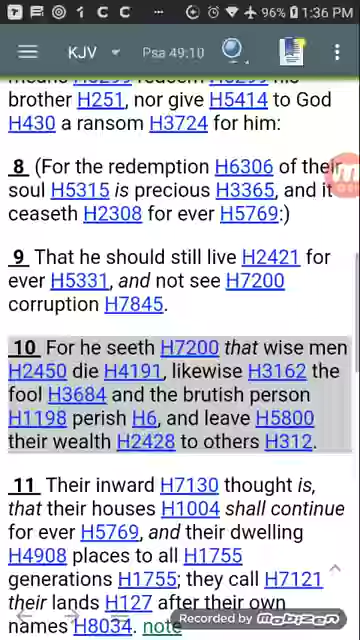 96% 1:36 PM
KJV Psa 49:10
means H3299 redeem H6299 his
brother H251, nor give H5414 to God
H430 a ransom H3724 for him:
8 (For the redemption H6306 of their
soul H5315 is precious H3365, and it
ceaseth H2308 for ever H5769:)
9 That he should still live H2421 for
ever H5331, and not see H7200
corruption H7845.
10 For he seeth H7200 that wise men
H2450 die H4191, likewise H3162 the
fool H3684 and the brutish person
H1198 perish H6, and leave H5800
their wealth H2428 to others H312.
11 Their inward H7130 thought is,
that their houses H1004 shall continue
for ever H5769, and their dwelling
H4908 places to all H1755
generations H1755; they call H7121
their lands H127 after their own
names H8034. note
Recorded by MOBIZEN